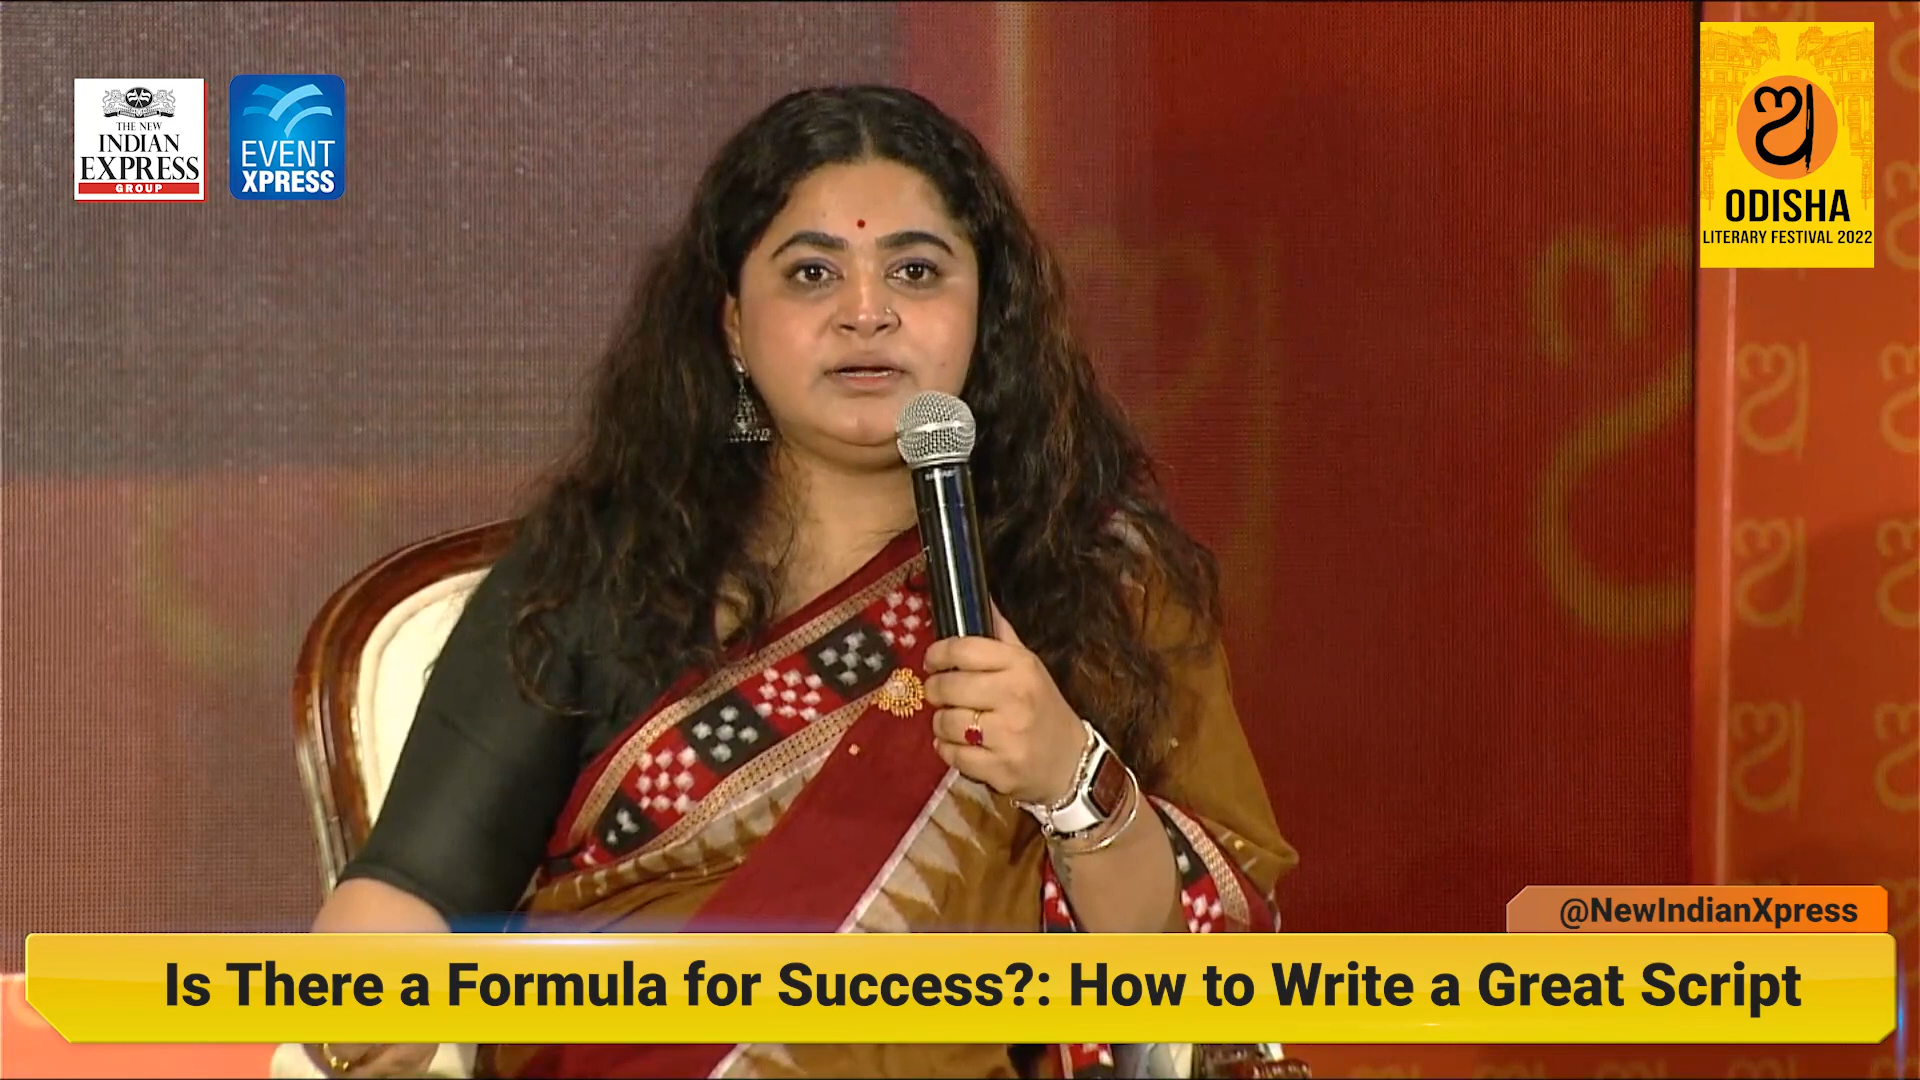 THE NEW
INDIAN
EXPRESS
GROUP
EVENT
XPRESS
ଅ
ODISHA
LITERARY FESTIVAL 2022
@NewIndianXpress
Is There a Formula for Success?: How to Write a Great Script